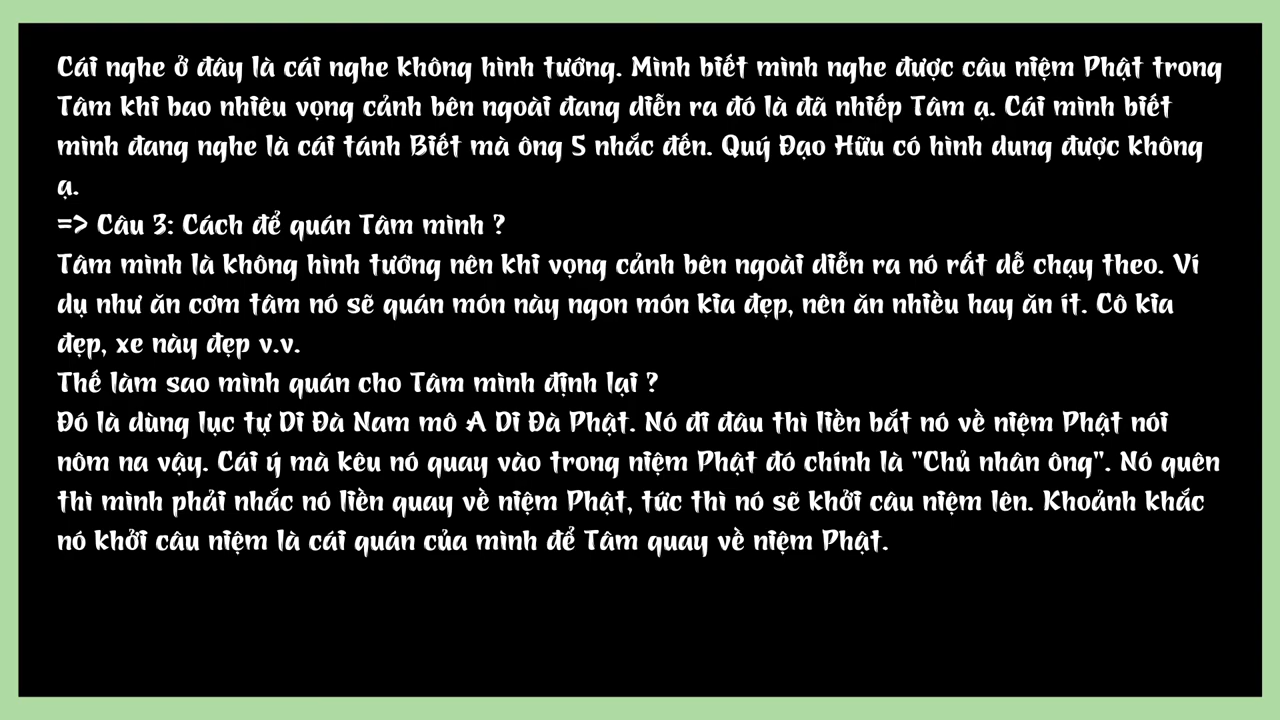 Cái nghe ở đây là cái nghe không hình tướng. Mình biết mình nghe được câu niệm Phật trong
Tâm khi bao nhiêu vọng cảnh bên ngoài đang diễn ra đó là đã nhiếp Tâm ạ. Cái mình biết
mình đang nghe là cái tánh Biết mà ông 5 nhắc đến. Quý Đạo Hữu có hình dung được không
ạ.
=> Câu 3: Cách để quán Tâm mình ?
Tâm mình là không hình tướng nên khi vọng cảnh bên ngoài diễn ra nó rất dễ chạy theo. Ví
dụ như ăn cơm tâm nó sẽ quán món này ngon món kia đẹp, nên ăn nhiều hay ăn ít. Cô kia
đẹp, xe này đẹp v.v.
Thế làm sao mình quán cho Tâm mình định lại ?
Đó là dùng lục tự Di Đà Nam mô A Di Đà Phật. Nó đi đâu thì liền bắt nó về niệm Phật nói
nôm na vậy. Cái ý mà kêu nó quay vào trong niệm Phật đó chính là "Chủ nhân ông". Nó quên
thì mình phải nhắc nó liền quay về niệm Phật, tức thì nó sẽ khởi câu niệm lên. Khoảnh khắc
nó khởi câu niệm là cái quán của mình để Tâm quay về niệm Phật.